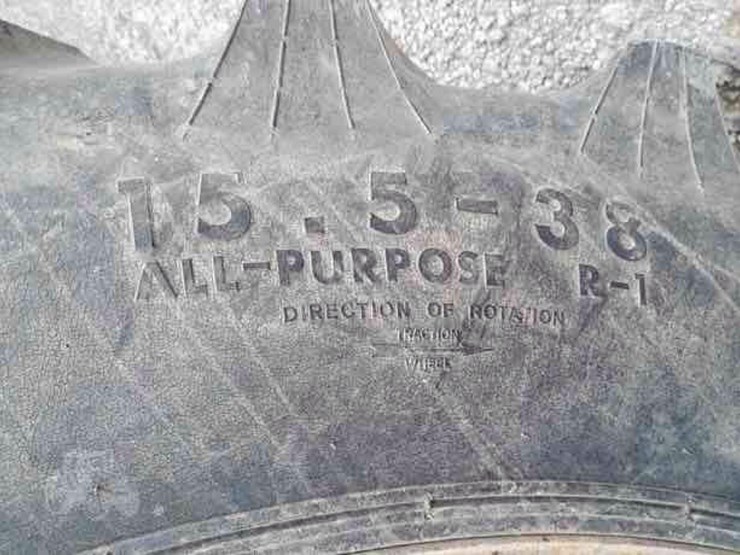 15.5-38
ALL-PURPOSE R-1
DIRECTION OF ROTATION
TRACTION
WHEEL